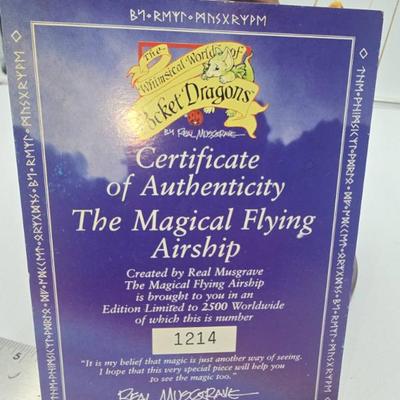 The
Whimsical Worlds of
Pocket Dragons
BY REAL MUSGRAVE
Certificate
of Authenticity
The Magical Flying
Airship
Created by Real Musgrave
The Magical Flying Airship
is brought to you in an
Edition Limited to 2500 Worldwide
of which this is number
1214
"It is my belief that magic is just another way of seeing.
I hope that this very special piece will help you
to see the magic too."
REAL MUSGRAVE
5